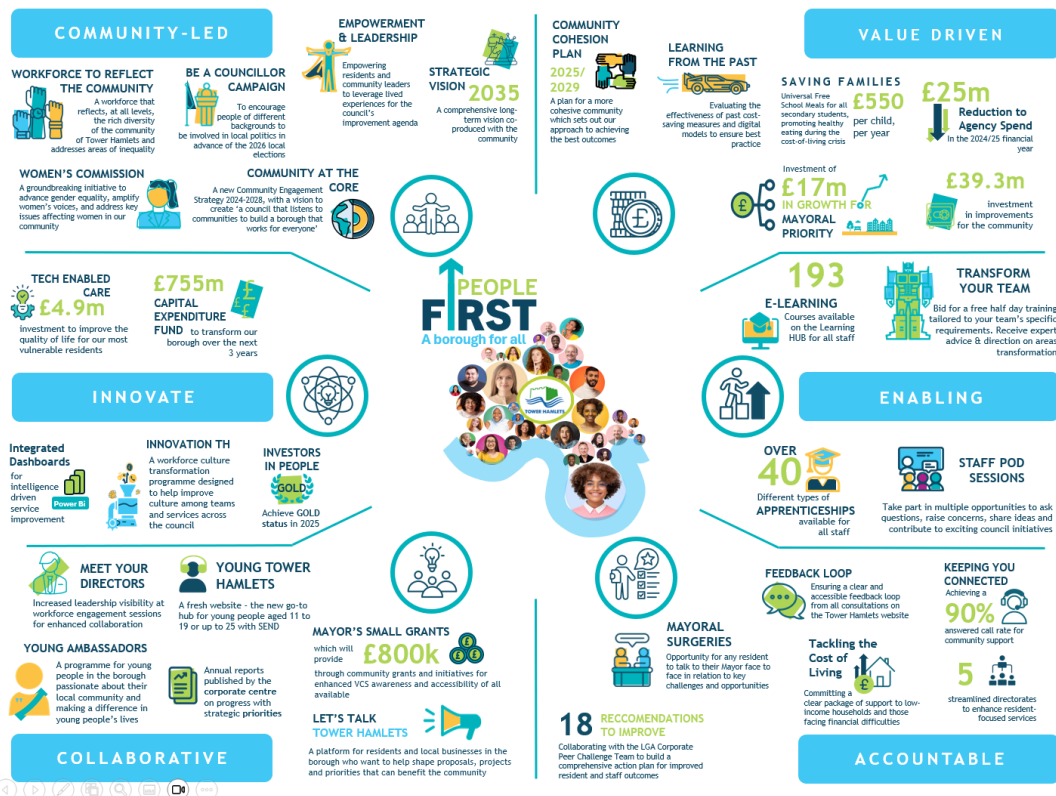 COMMUNITY-LED
WORKFORCE TO REFLECT
THE COMMUNITY
A workforce that
reflects, at all levels,
the rich diversity
of the community
of Tower Hamlets and
addresses areas of inequality
BE A COUNCILLOR
CAMPAIGN
To encourage
people of different
backgrounds to
be involved in local politics in
advance of the 2026 local
elections
EMPOWERMENT
& LEADERSHIP
Empowering
residents and
community leaders
to leverage lived
experiences for the
council's
improvement agenda
STRATEGIC
VISION 2035
A comprehensive long-
term vision co-
produced with the
community
WOMEN'S COMMISSION
A groundbreaking initiative to
advance gender equality, amplify
women's voices, and address key
issues affecting women in our
community
COMMUNITY AT THE
CORE
A new Community Engagement
Strategy 2024-2028, with a vision to
create 'a council that listens to
communities to build a borough that
works for everyone'
COMMUNITY
COHESION
PLAN
2025/
2029
A plan for a more
cohesive community
which sets out our
approach to achieving
the best outcomes
LEARNING
FROM THE PAST
Evaluating the
effectiveness of past cost-
saving measures and digital
models to ensure best
practice
VALUE DRIVEN
SAVING FAMILIES
Universal Free
School Meals for all
secondary students,
promoting healthy
eating during the
cost-of-living crisis
£550
per child,
per year
£25m
Reduction to
Agency Spend
In the 2024/25 financial
year
Investment of
£17m
IN GROWTH FOR
MAYORAL
PRIORITY
£39.3m
investment
in improvements
for the community
TECH ENABLED
CARE
£4.9m
investment to improve the
quality of life for our most
vulnerable residents
£755m
CAPITAL
EXPENDITURE
FUND to transform our
borough over the next
3 years
INNOVATE
Integrated
Dashboards
for
intelligence
driven
service
improvement
Power Bi
INNOVATION TH
A workforce culture
transformation
programme designed
to help improve
culture among teams
and services across
the council
INVESTORS
IN PEOPLE
GOLD
Achieve GOLD
status in 2025
PEOPLE
FIRST
A borough for all
TOWER HAMLETS
193
E-LEARNING
Courses available
on the Learning
HUB for all staff
TRANSFORM
YOUR TEAM
Bid for a free half day training
tailored to your team's specific
requirements. Receive expert
advice & direction on areas
transformation
ENABLING
OVER
40
Different types of
APPRENTICESHIPS
available for
all staff
STAFF POD
SESSIONS
Take part in multiple opportunities to ask
questions, raise concerns, share ideas and
contribute to exciting council initiatives
MEET YOUR
DIRECTORS
Increased leadership visibility at
workforce engagement sessions
for enhanced collaboration
YOUNG TOWER
HAMLETS
A fresh website - the new go-to
hub for young people aged 11 to
19 or up to 25 with SEND
YOUNG AMBASSADORS
A programme for young
people in the borough
passionate about their
local community and
making a difference in
young people's lives
Annual reports
published by the
corporate centre
on progress with
strategic priorities
MAYOR'S SMALL GRANTS
which will
provide
£800k
through community grants and initiatives for
enhanced VCS awareness and accessibility of all
available
LET'S TALK
TOWER HAMLETS
A platform for residents and local businesses in the
borough who want to help shape proposals, projects
and priorities that can benefit the community
COLLABORATIVE
MAYORAL
SURGERIES
Opportunity for any resident
to talk to their Mayor face to
face in relation to key
challenges and opportunities
18 RECCOMENDATIONS
TO IMPROVE
Collaborating with the LGA Corporate
Peer Challenge Team to build a
comprehensive action plan for improved
resident and staff outcomes
FEEDBACK LOOP
Ensuring a clear and
accessible feedback loop
from all consultations on
the Tower Hamlets website
KEEPING YOU
CONNECTED
Achieving a
90%
answered call rate for
community support
Tackling the
Cost of
Living
Committing a
clear package of support to low-
income households and those
facing financial difficulties
5
streamlined directorates
to enhance resident-
focused services
ACCOUNTABLE